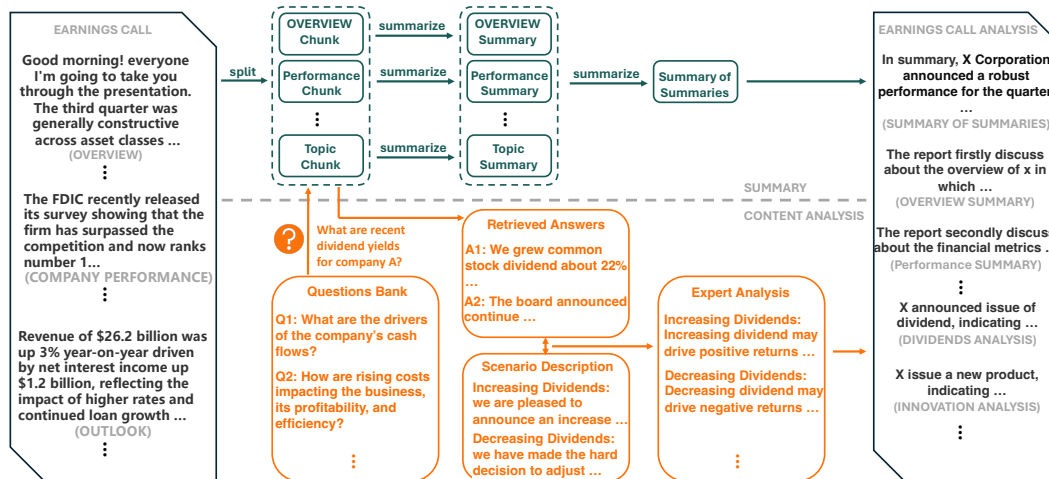 EARNINGS CALL
Good morning! everyone
I'm going to take you
through the presentation.
The third quarter was
generally constructive
across asset classes ...
(OVERVIEW)
The FDIC recently released
its survey showing that the
firm has surpassed the
competition and now ranks
number 1...
(COMPANY PERFORMANCE)
Revenue of $26.2 billion was
up 3% year-on-year driven
by net interest income up
$1.2 billion, reflecting the
impact of higher rates and
continued loan growth ...
(OUTLOOK)
split
OVERVIEW
Chunk
Performance
Chunk
Topic
Chunk
summarize
summarize
summarize
OVERVIEW
Summary
Performance
Summary
Topic
Summary
summarize
Summary of
Summaries
SUMMARY
CONTENT ANALYSIS
?
What are recent
dividend yields
for company A?
Questions Bank
Q1: What are the drivers
of the company's cash
flows?
Q2: How are rising costs
impacting the business,
its profitability, and
efficiency?
Retrieved Answers
A1: We grew common
stock dividend about 22%
...
A2: The board announced
continue ...
Scenario Description
Increasing Dividends:
we are pleased to
announce an increase ...
Decreasing Dividends:
we have made the hard
decision to adjust ...
Expert Analysis
Increasing Dividends:
Increasing dividend may
drive positive returns ...
Decreasing Dividends:
Decreasing dividend may
drive negative returns ...
EARNINGS CALL ANALYSIS
In summary, X Corporation
announced a robust
performance for the quarter
...
(SUMMARY OF SUMMARIES)
The report firstly discuss
about the overview of x in
which ...
(OVERVIEW SUMMARY)
The report secondly discuss
about the financial metrics ..
(Performance SUMMARY)
X announced issue of
dividend, indicating ...
(DIVIDENDS ANALYSIS)
X issue a new product,
indicating ...
(INNOVATION ANALYSIS)